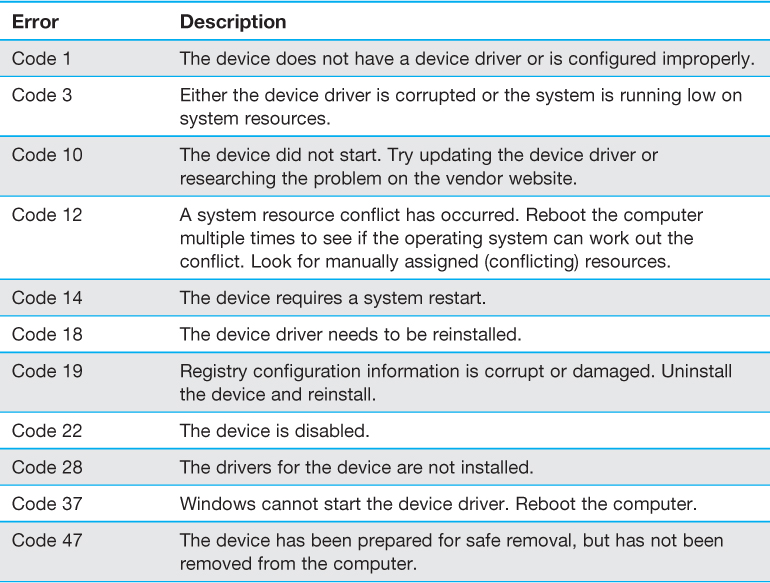 Error Description
Code 1 The device does not have a device driver or is configured improperly.
Code 3 Either the device driver is corrupted or the system is running low on
system resources.
Code 10 The device did not start. Try updating the device driver or
researching the problem on the vendor website.
Code 12 A system resource conflict has occurred. Reboot the computer
multiple times to see if the operating system can work out the
conflict. Look for manually assigned (conflicting) resources.
Code 14 The device requires a system restart.
Code 18 The device driver needs to be reinstalled.
Code 19 Registry configuration information is corrupt or damaged. Uninstall
the device and reinstall.
Code 22 The device is disabled.
Code 28 The drivers for the device are not installed.
Code 37 Windows cannot start the device driver. Reboot the computer.
Code 47 The device has been prepared for safe removal, but has not been
removed from the computer.